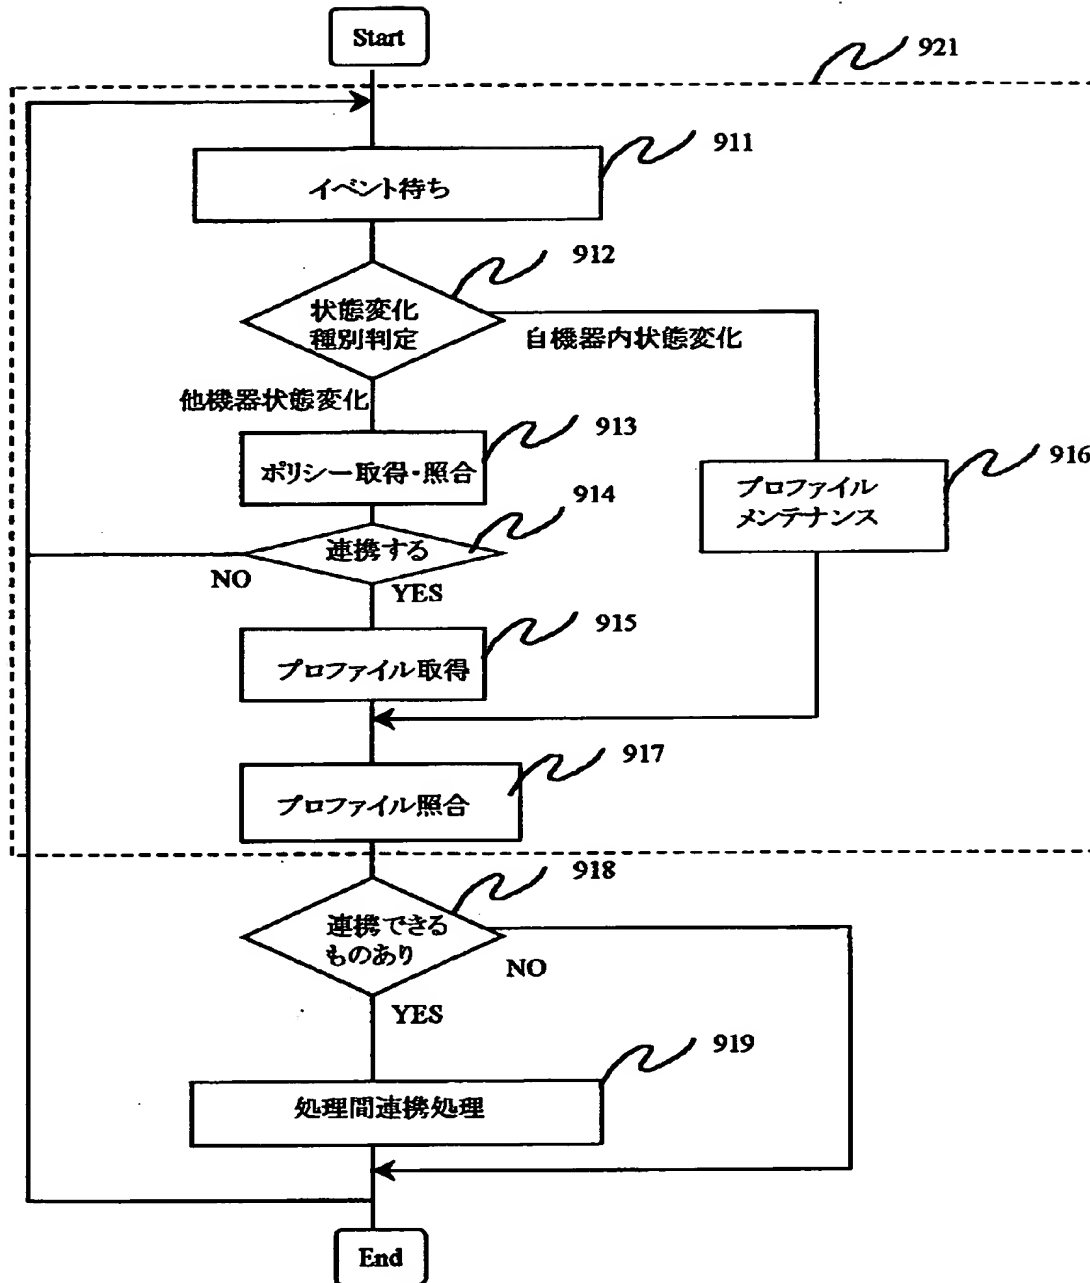 Start
921
911
イベント待ち
912
状態変化
種別判定
自機器内状態変化
他機器状態変化
913
ポリシー取得・照合
914
916
プロファイル
メンテナンス
連携する
NO
YES
915
プロファイル取得
917
プロファイル照合
918
連携できる
ものあり
NO
YES
919
処理間連携処理
End